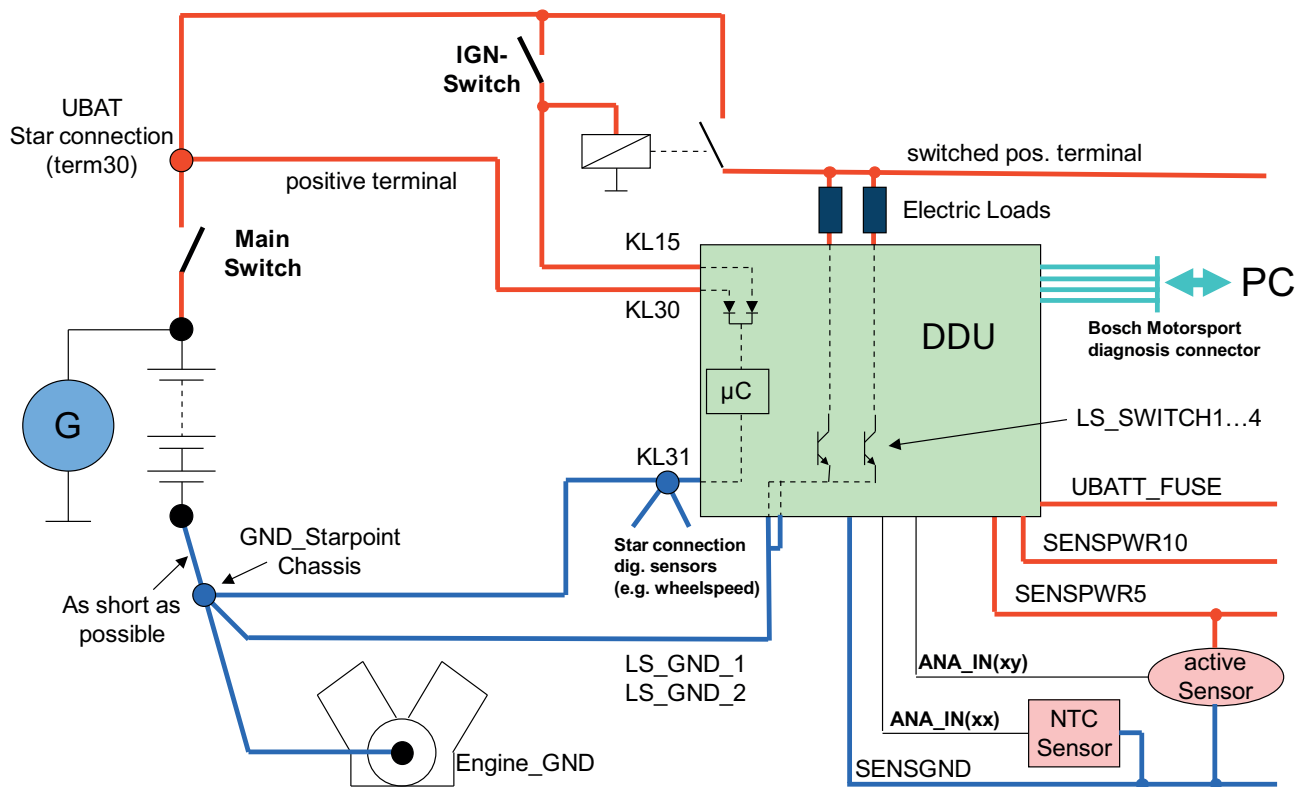 IGN-
Switch
UBAT
Star connection
(term30)
positive terminal
switched pos. terminal
Electric Loads
Main
Switch
KL15
KL30
DDU
PC
Bosch Motorsport
diagnosis connector
µC
G
LS_SWITCH1…4
KL31
UBATT_FUSE
GND_Starpoint
Chassis
Star connection
dig. sensors
(e.g. wheelspeed)
SENSPWR10
As short as
possible
SENSPWR5
LS_GND_1
LS_GND_2
ANA_IN(xy)
active
Sensor
ANA_IN(xx)
NTC
Sensor
Engine_GND
SENSGND